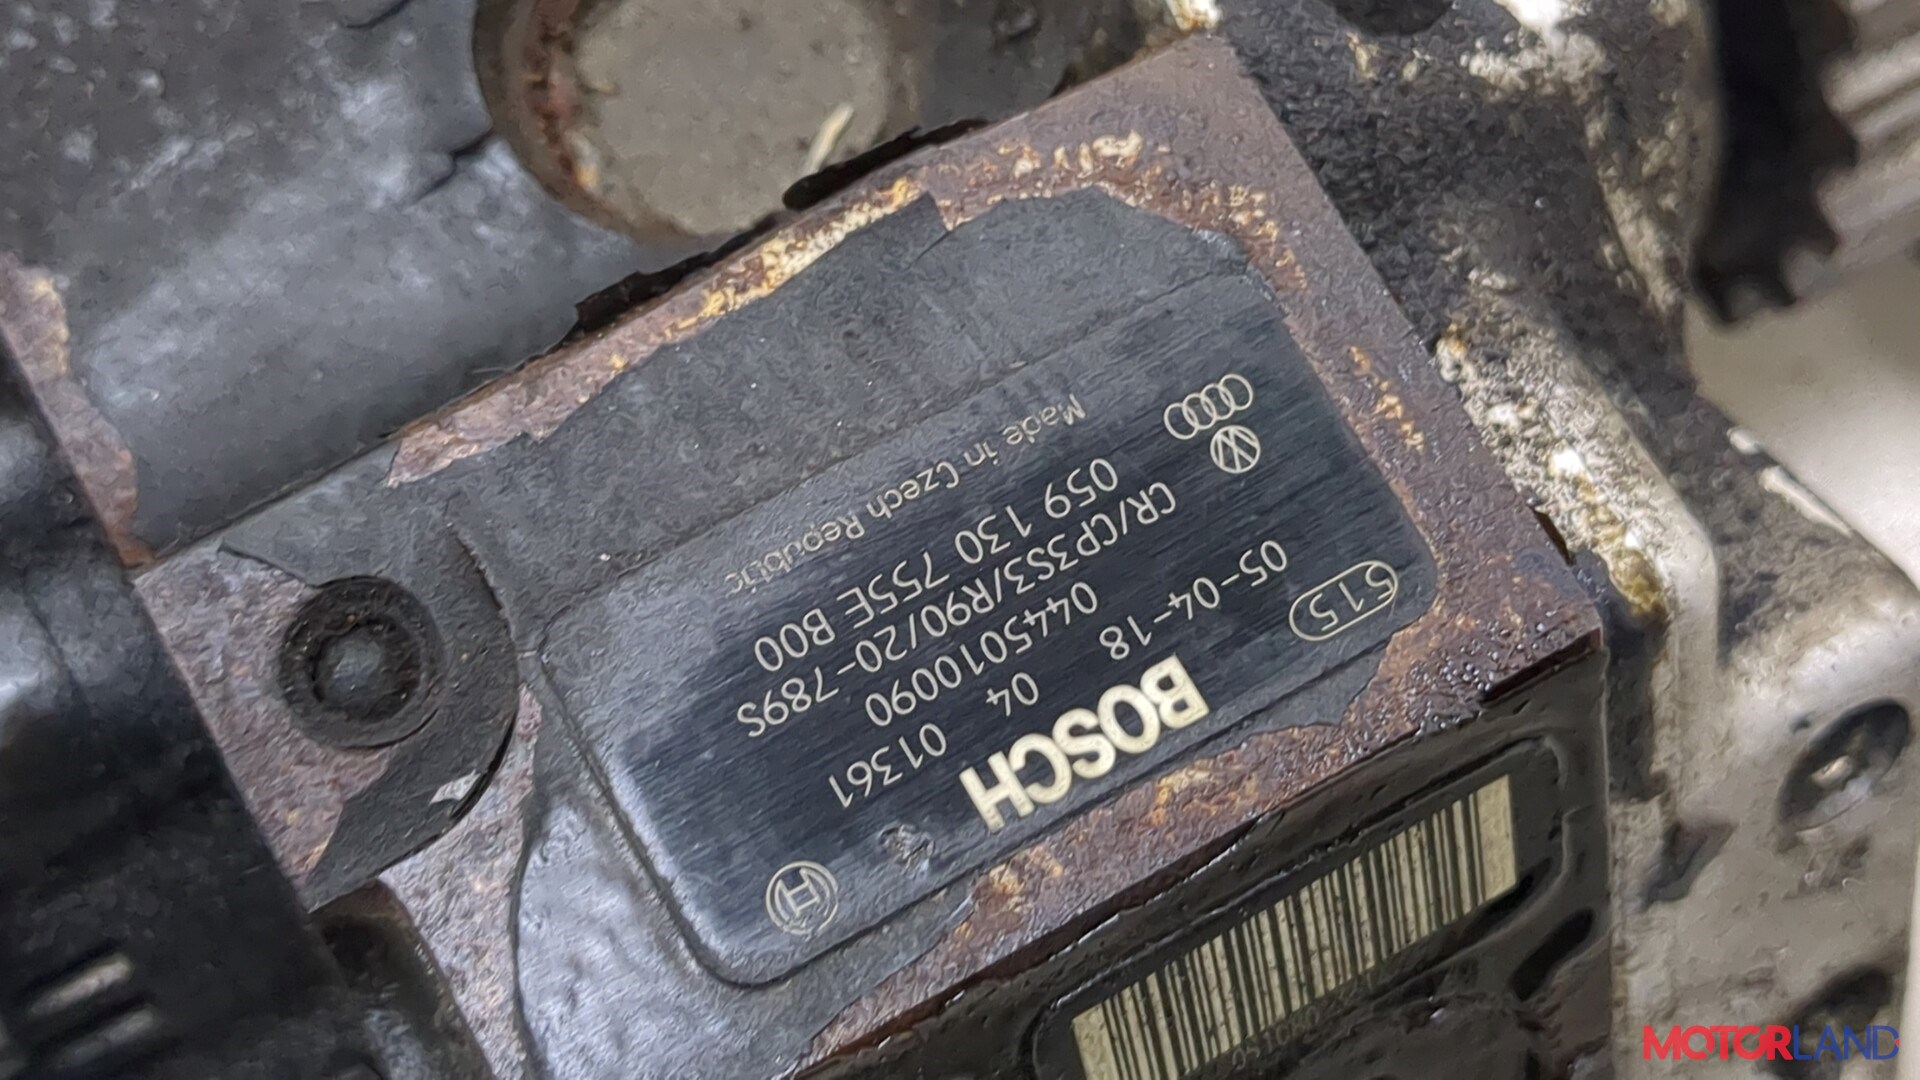 BOSCH
05-04-18 04 01361
0445010090
CR/CP3S3/R90/20-789S
059 130 755E B00
Made in Czech Republic
MOTORLAND